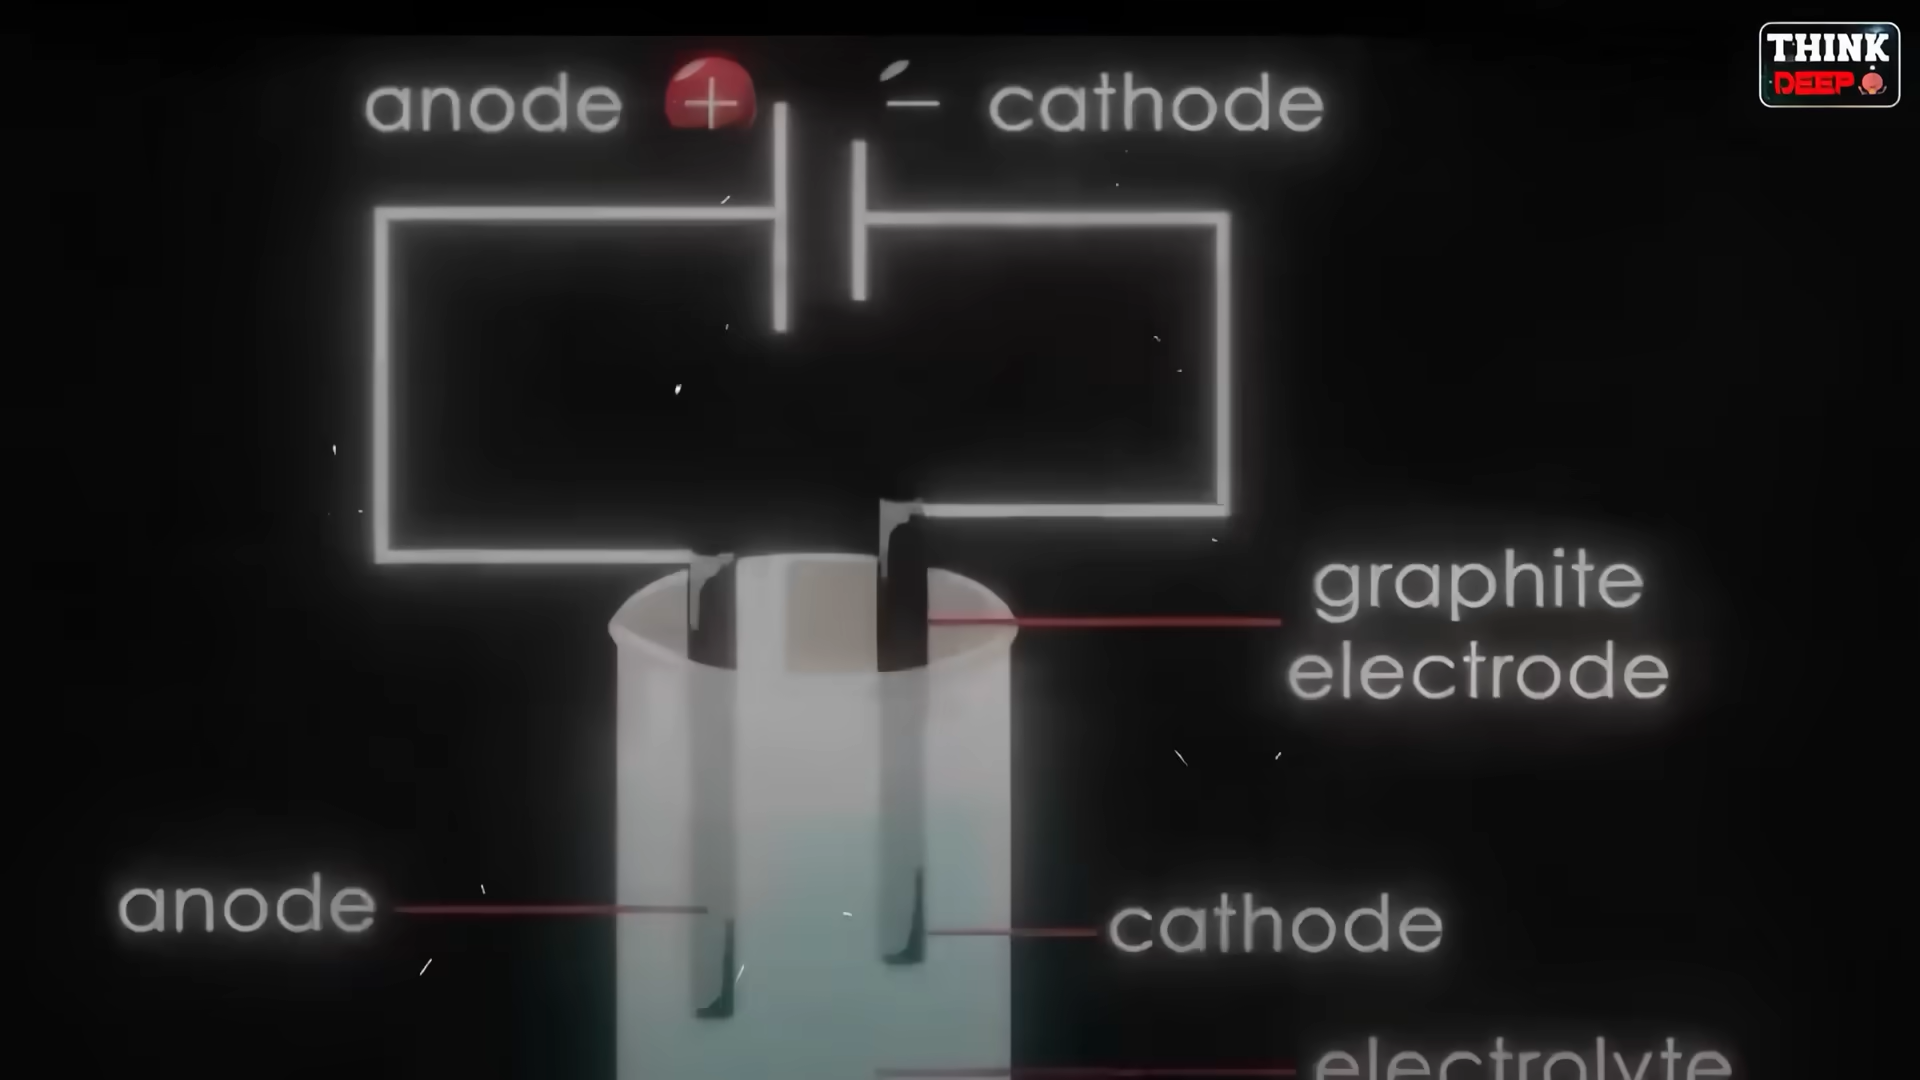 THINK
DEEP
anode + − cathode
graphite
electrode
anode
cathode
electrolyte